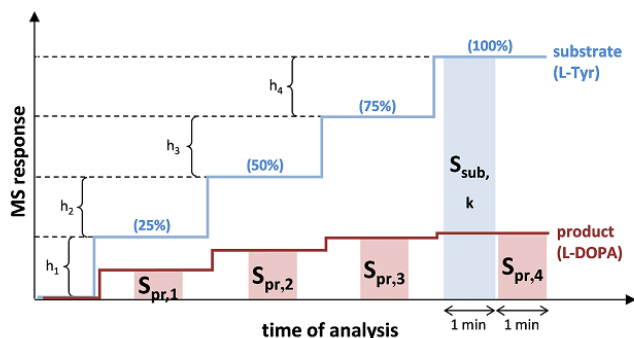 (100%)
substrate
(L-Tyr)
h4
(75%)
h3
MS response
(50%)
Ssub,
k
h2
(25%)
product
(L-DOPA)
h1
Spr,1
Spr,2
Spr,3
Spr,4
1 min
1 min
time of analysis